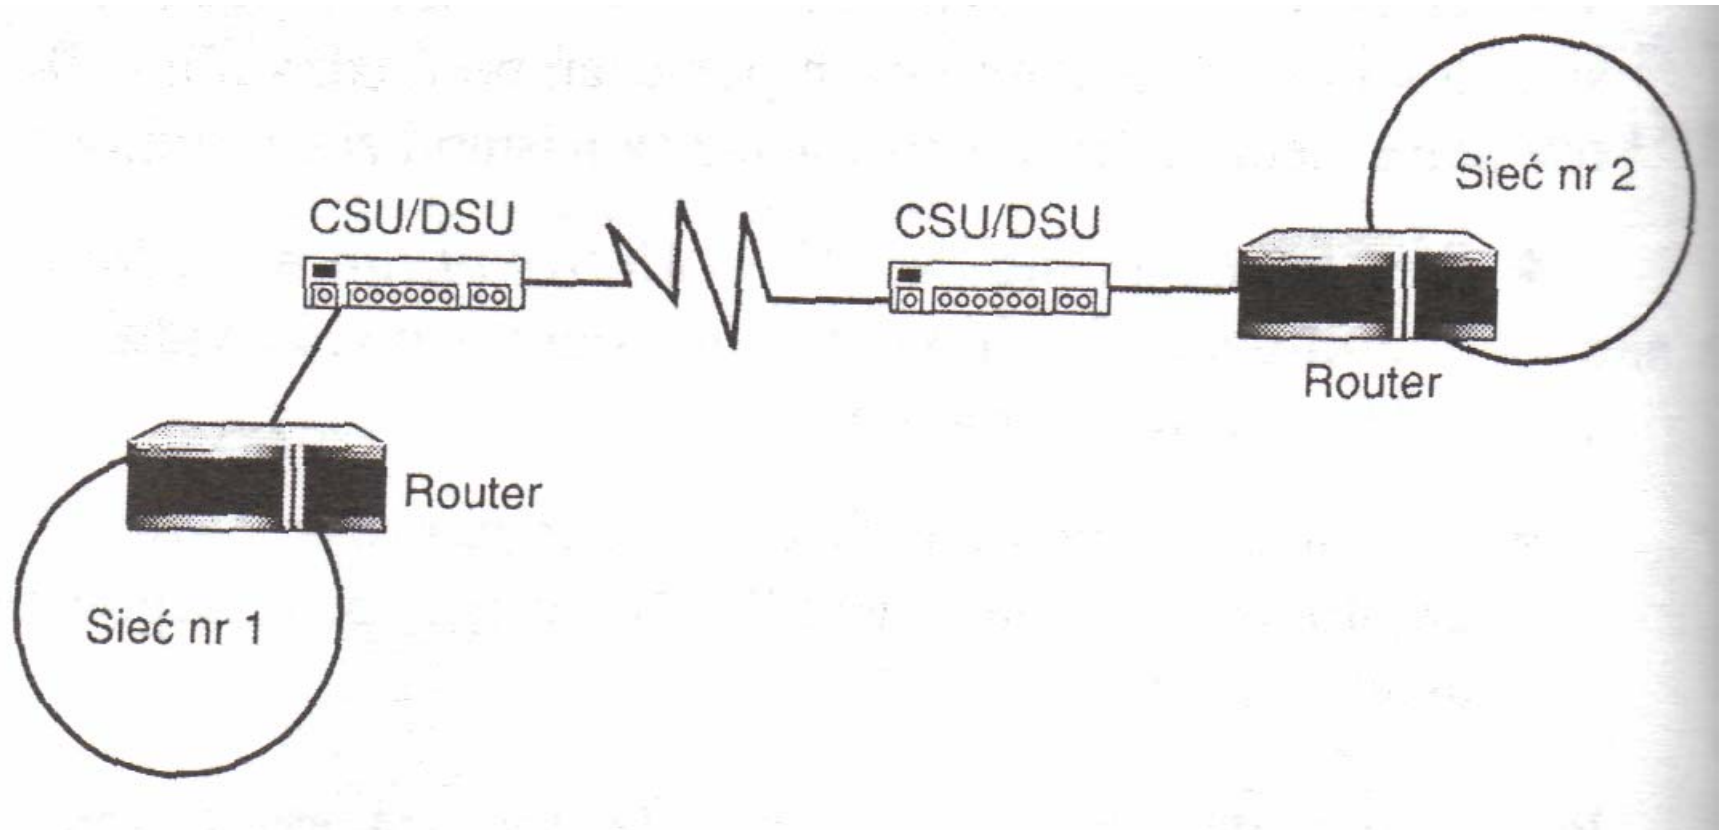 Sieć nr 2
CSU/DSU
CSU/DSU
Router
Router
Sieć nr 1